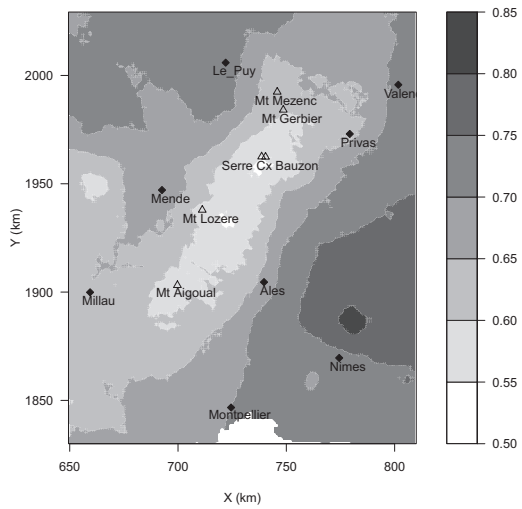 2000
1950
1900
1850
Y (km)
650
700
750
800
X (km)
Le_Puy
Valen
Mt Mezenc
Mt Gerbier
Privas
Serre Cx Bauzon
Mende
Mt Lozere
Mt Aigoual
Ales
Millau
Nimes
Montpellier
0.85
0.80
0.75
0.70
0.65
0.60
0.55
0.50